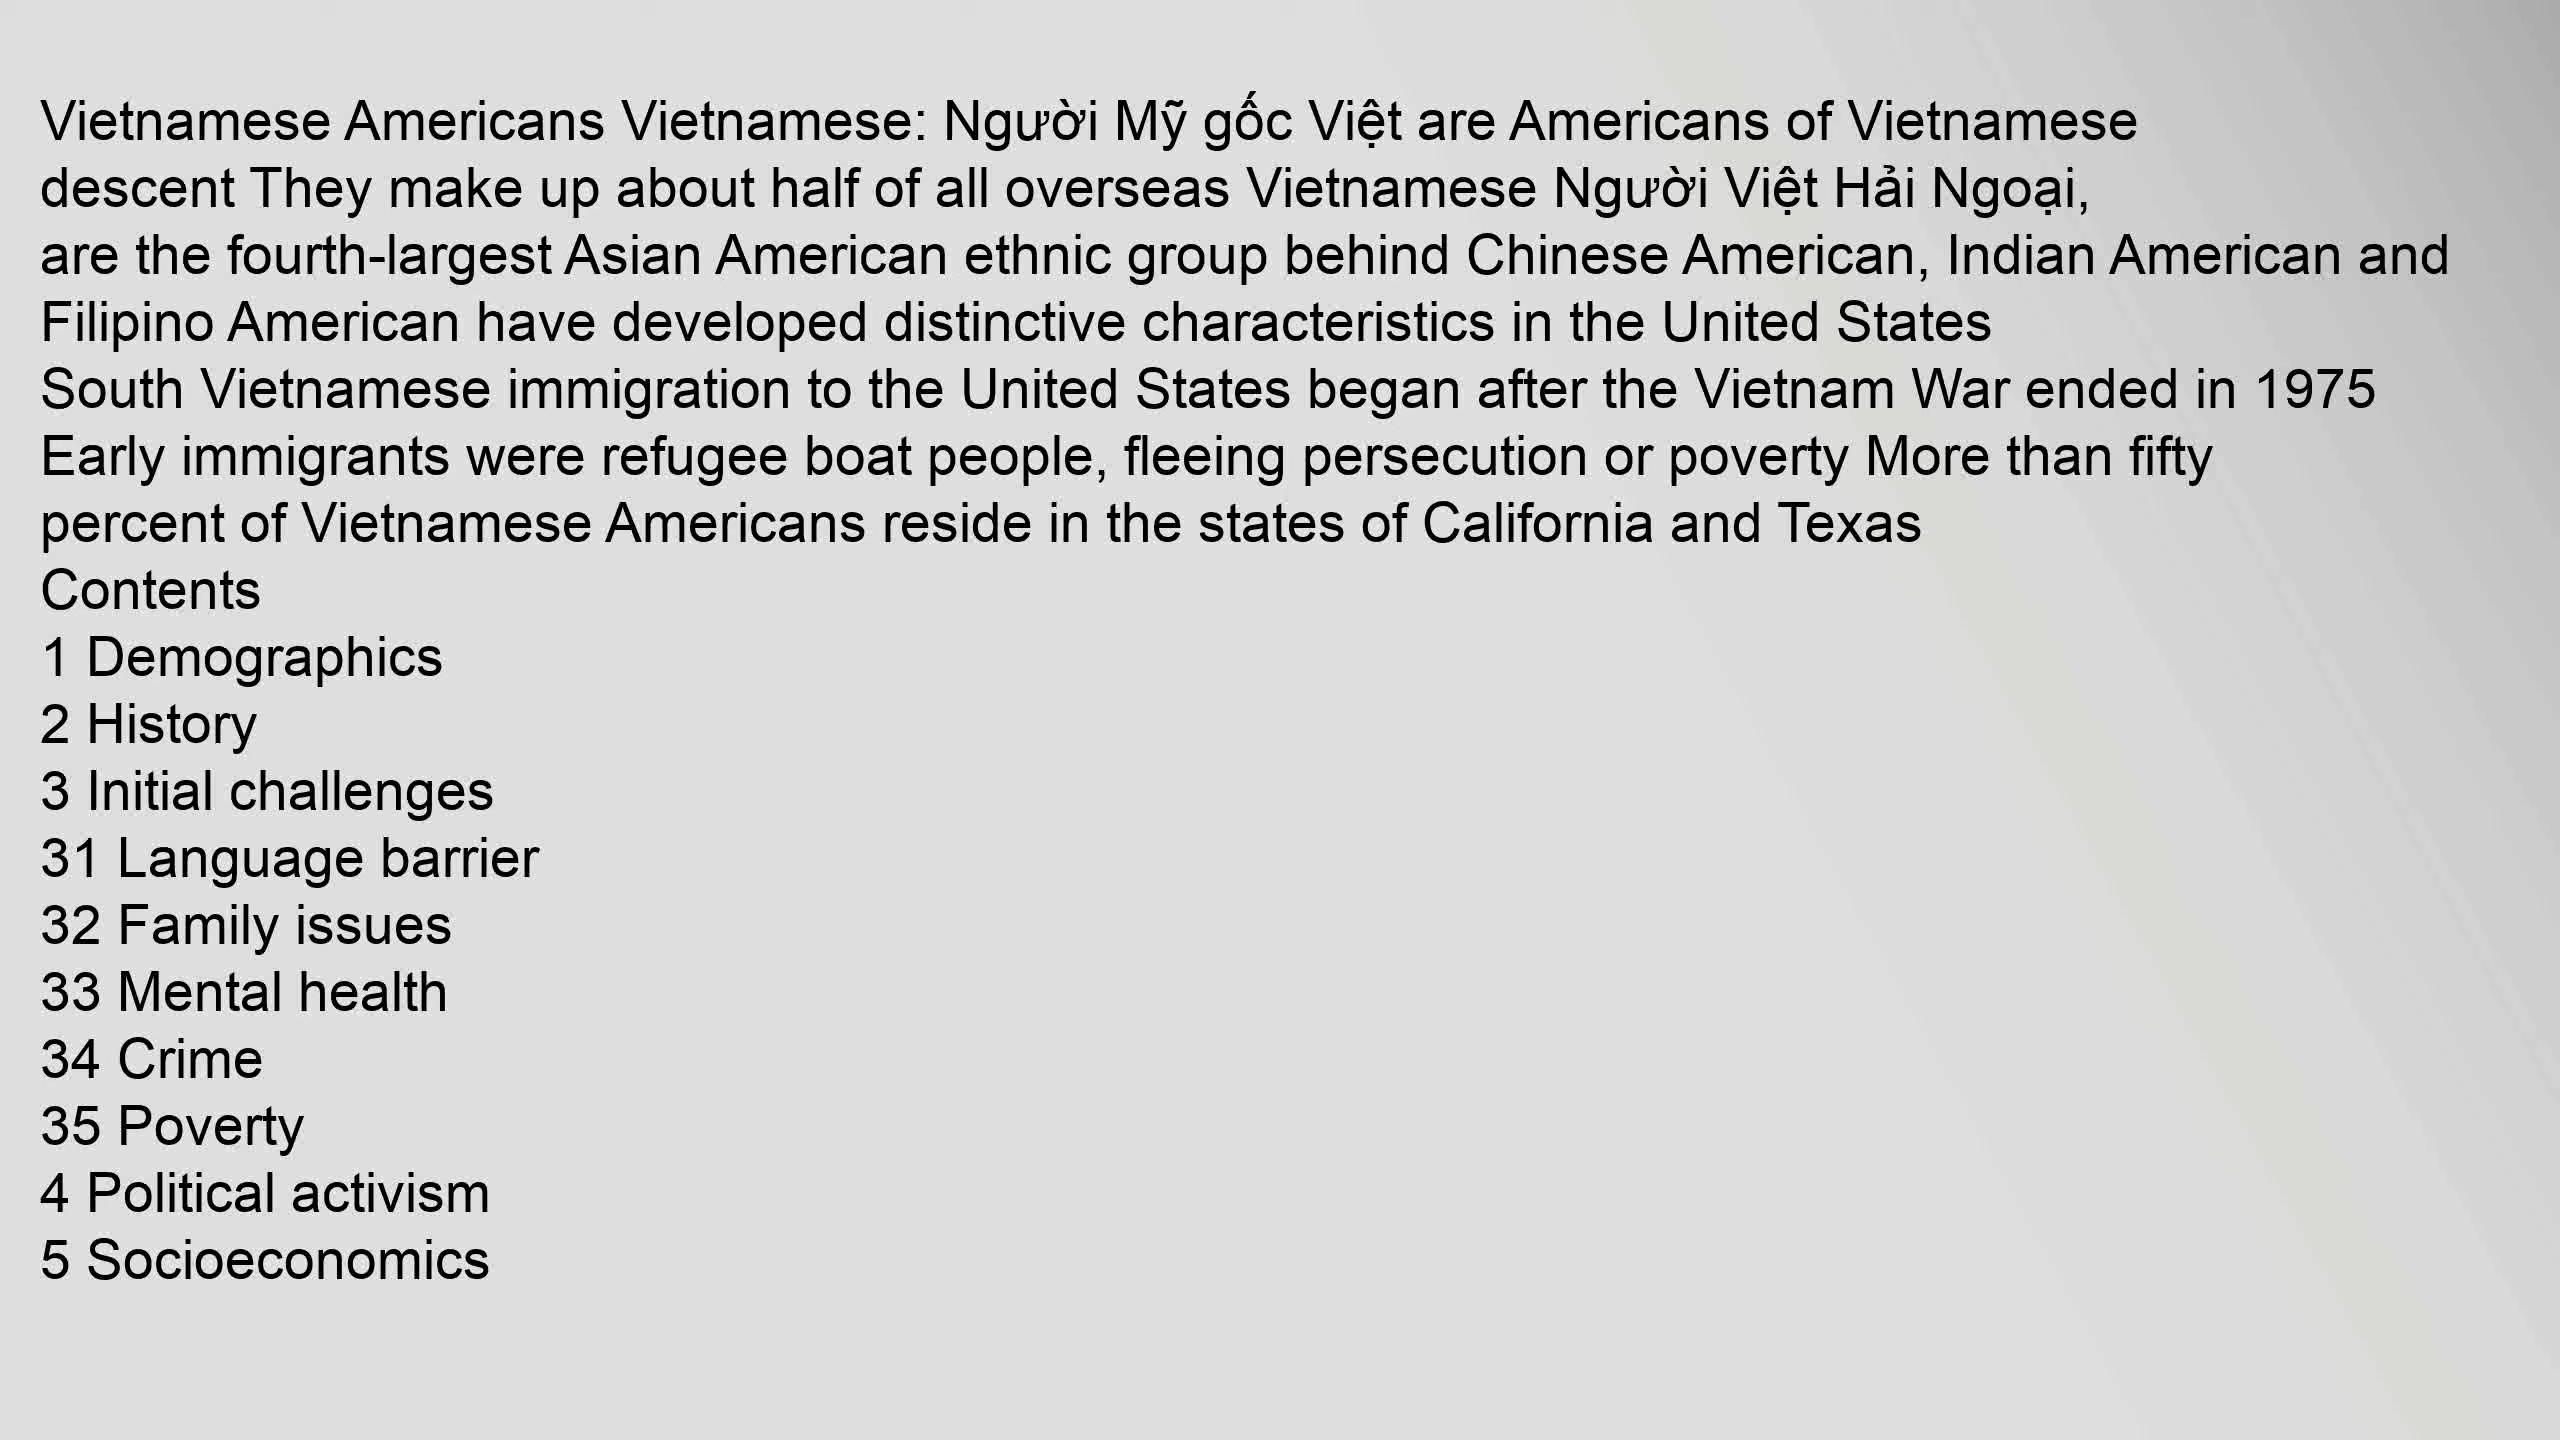 Vietnamese Americans Vietnamese: Người Mỹ gốc Việt are Americans of Vietnamese
descent They make up about half of all overseas Vietnamese Người Việt Hải Ngoại,
are the fourth-largest Asian American ethnic group behind Chinese American, Indian American and
Filipino American have developed distinctive characteristics in the United States
South Vietnamese immigration to the United States began after the Vietnam War ended in 1975
Early immigrants were refugee boat people, fleeing persecution or poverty More than fifty
percent of Vietnamese Americans reside in the states of California and Texas
Contents
1 Demographics
2 History
3 Initial challenges
31 Language barrier
32 Family issues
33 Mental health
34 Crime
35 Poverty
4 Political activism
5 Socioeconomics